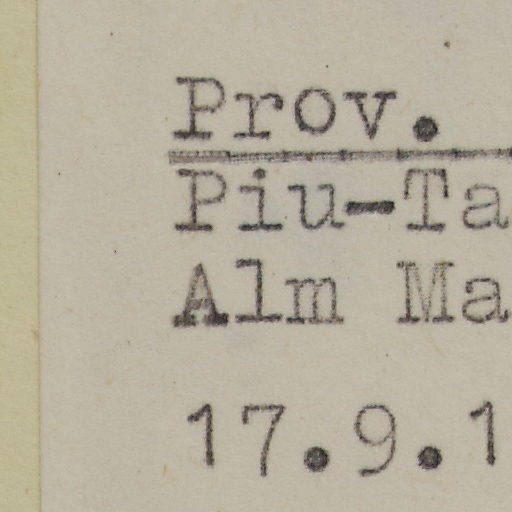 Prov.
Piu-Ta
Alm Ma
17.9.1